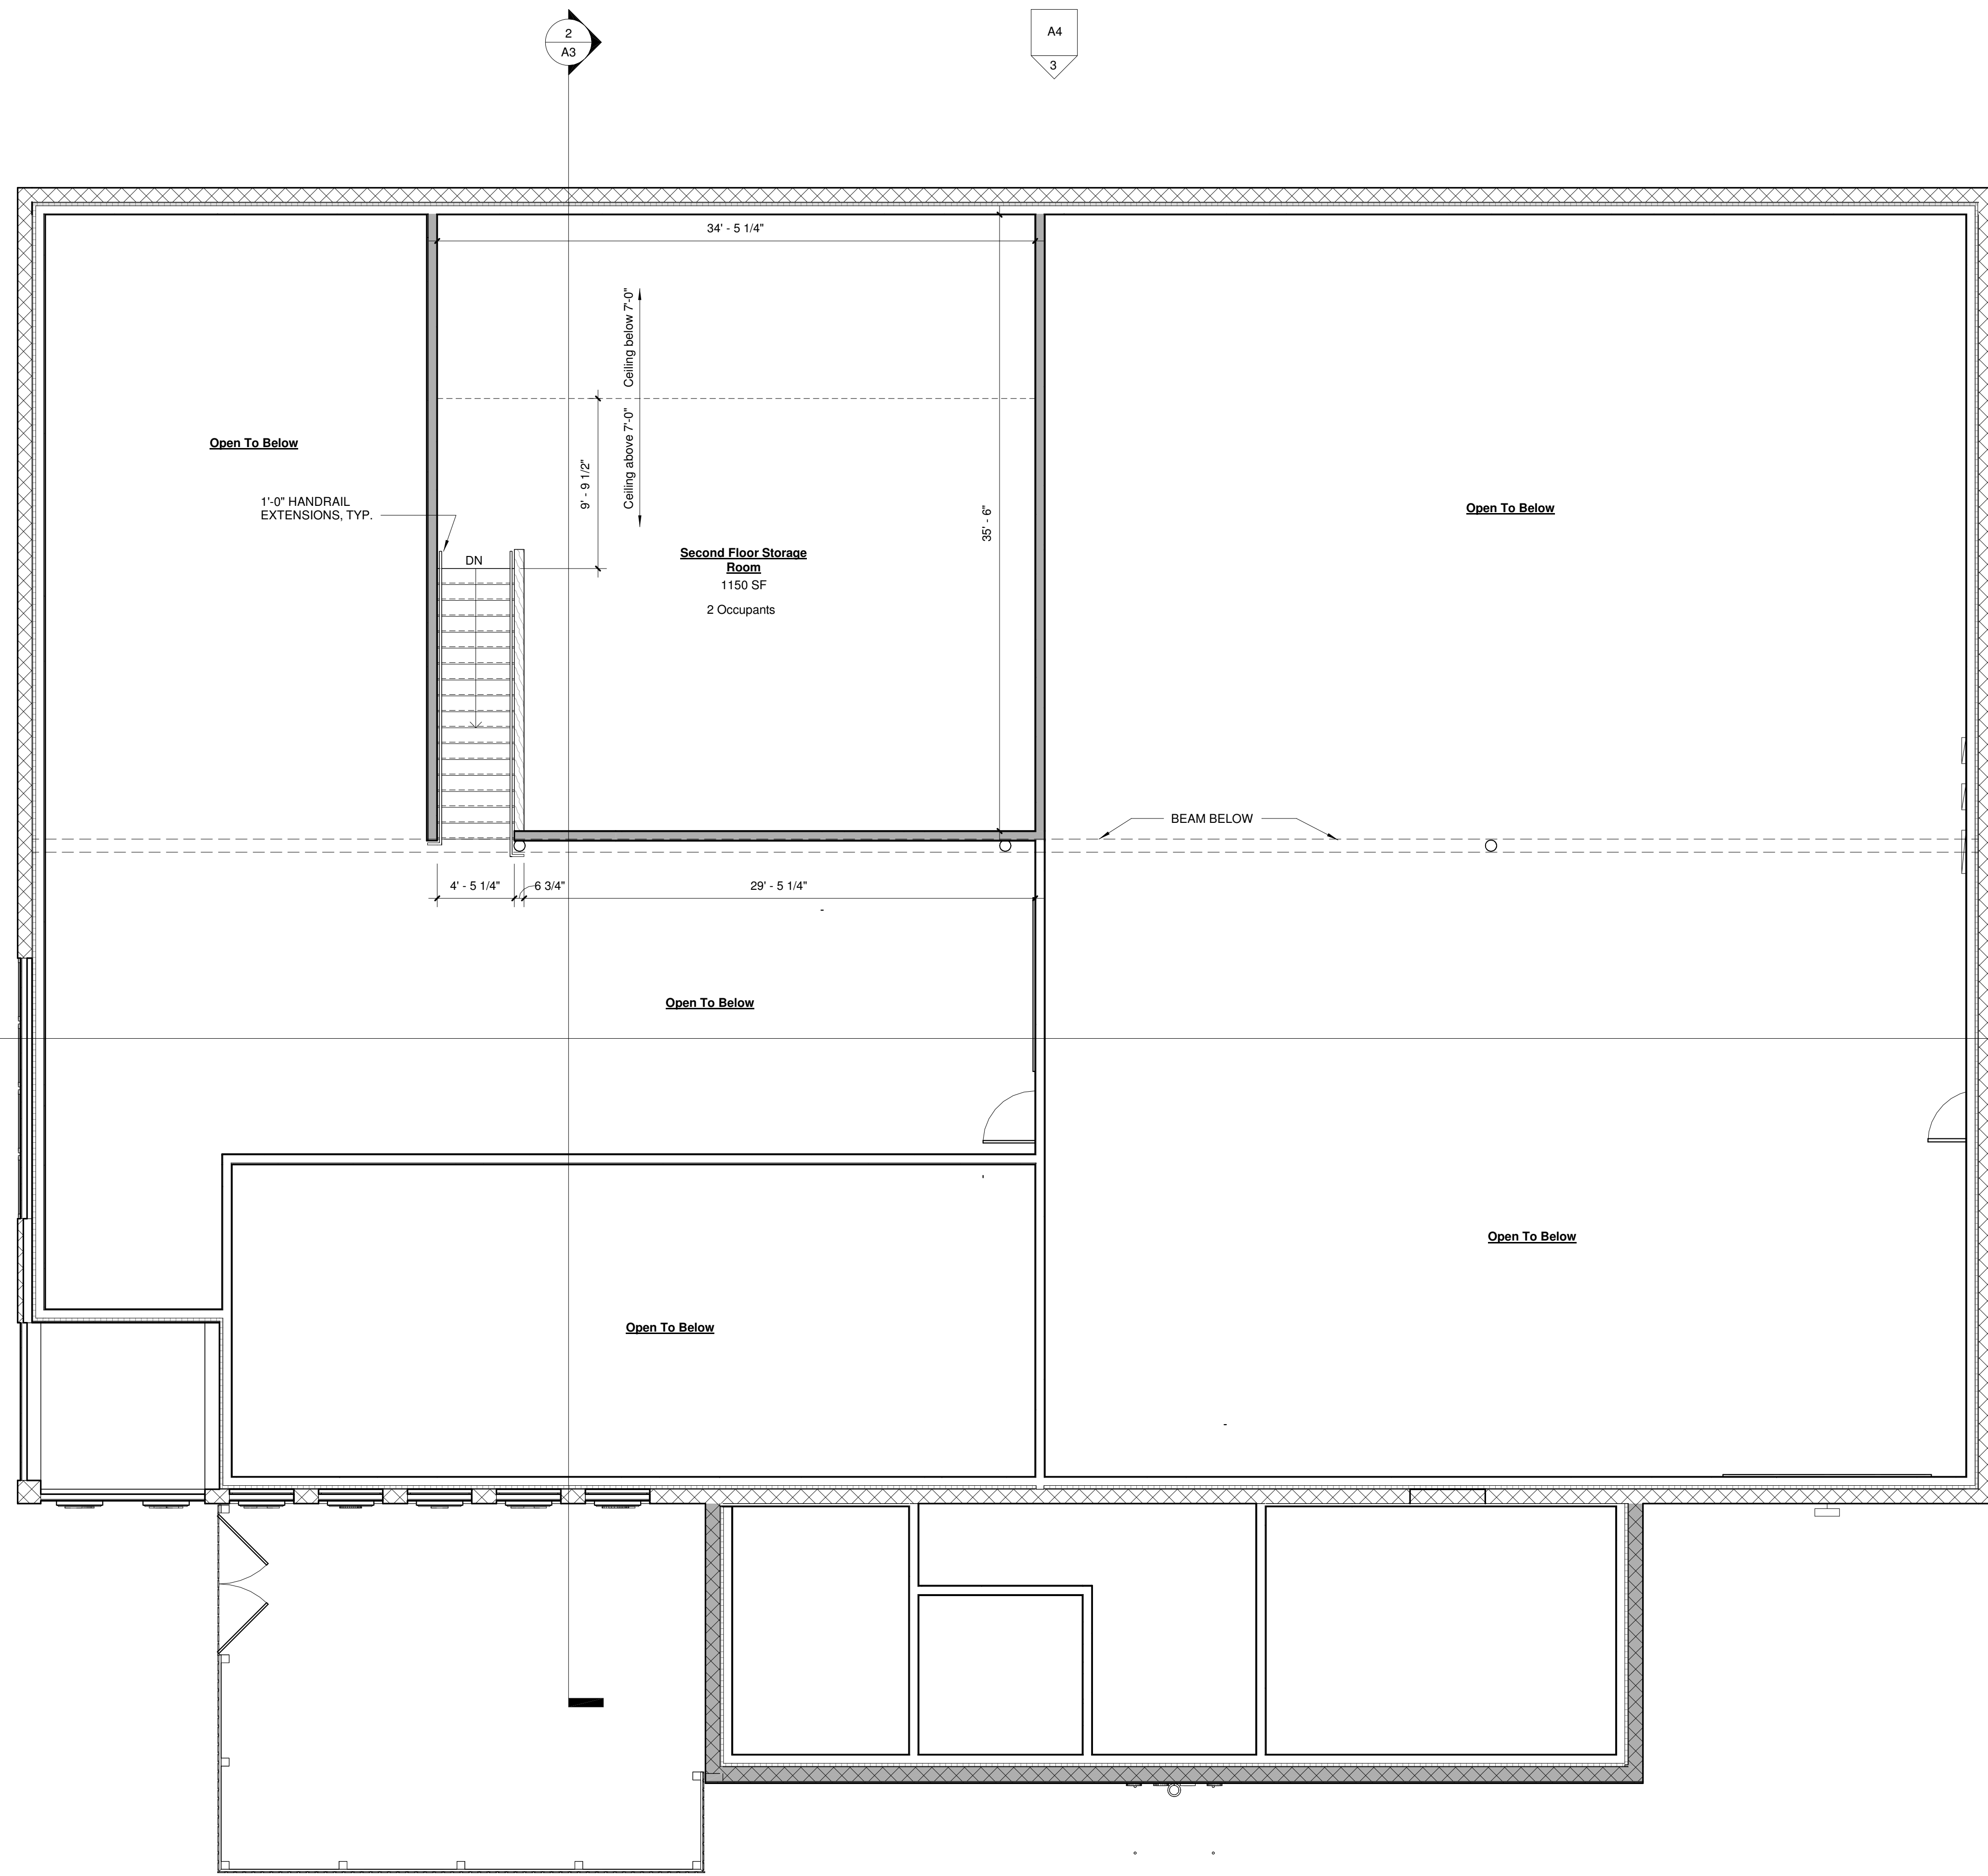 2
A3
A4
3
34' - 5 1/4"
Ceiling below 7'-0"
Ceiling above 7'-0"
9' - 9 1/2"
35' - 6"
Open To Below
1'-0" HANDRAIL
EXTENSIONS, TYP.
DN
Second Floor Storage
Room
1150 SF
2 Occupants
Open To Below
BEAM BELOW
4' - 5 1/4"
6 3/4"
29' - 5 1/4"
Open To Below
Open To Below
Open To Below